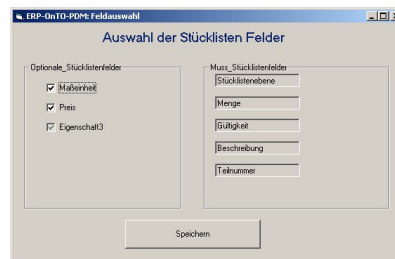 ERP-OnTO-PDM: Feldauswahl
Auswahl der Stücklisten Felder
Optionale_Stücklistenfelder
Maßeinheit
Preis
Eigenschaft3
Muss_Stücklistenfelder
Stücklistenebene
Menge
Gültigkeit
Beschreibung
Teilnummer
Speichern